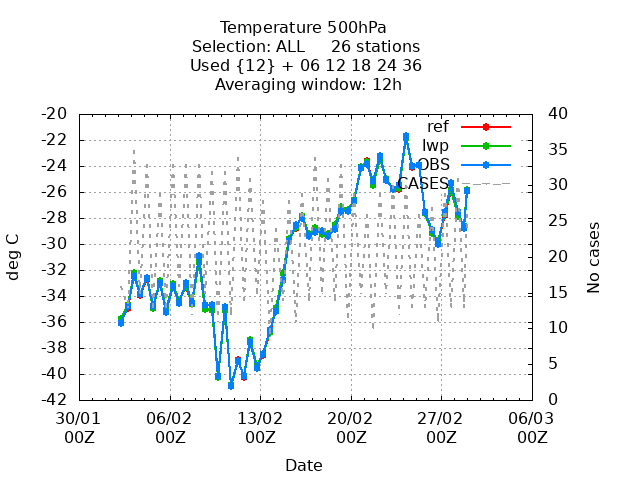 Temperature 500hPa
Selection: ALL     26 stations
Used {12} + 06 12 18 24 36
Averaging window: 12h
-20 40
-22
-24 35
-26 30
-28 25
-30
-32 20
-34 15
-36
-38 10
-40 5
-42 0
deg C
No cases
ref
lwp
OBS
CASES
30/01 06/02 13/02 20/02 27/02 06/03
00Z 00Z 00Z 00Z 00Z 00Z
Date